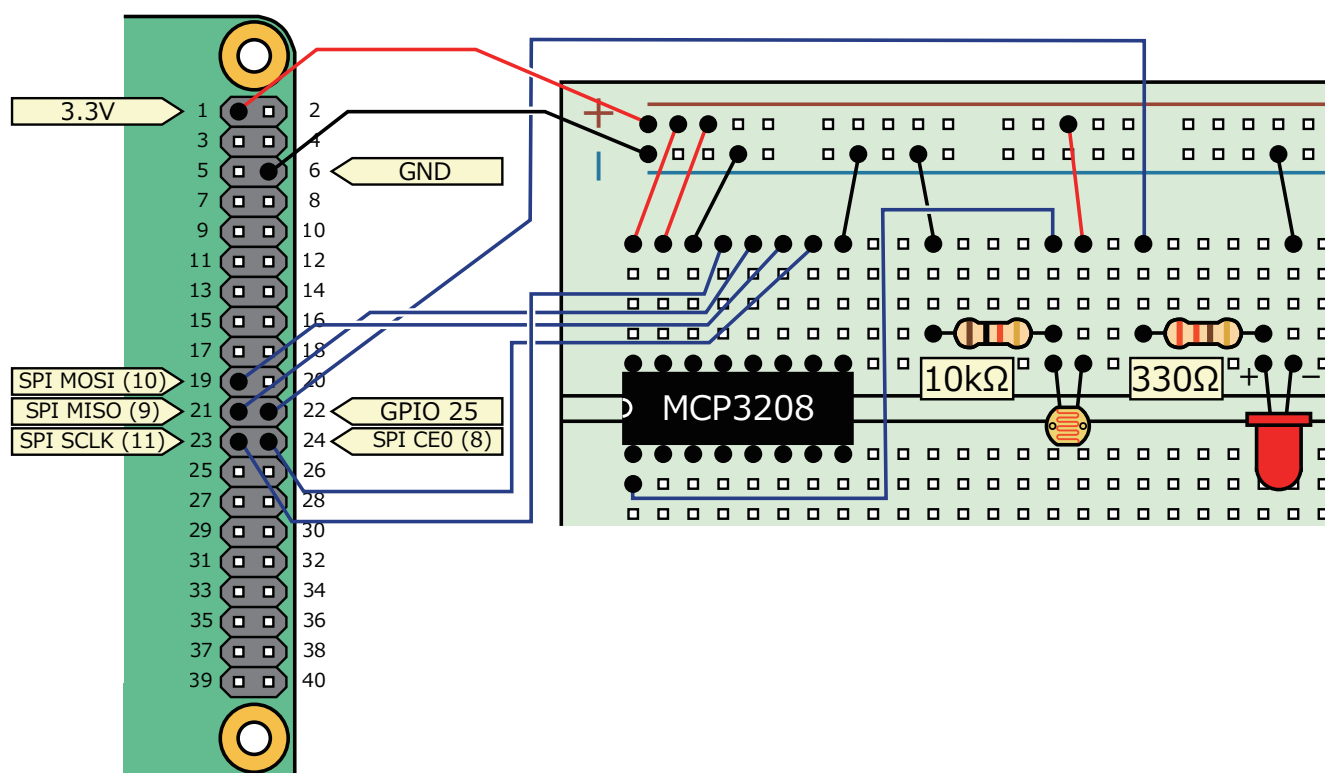 3.3V
1 2
3 4
5 6
GND
7 8
9 10
11 12
13 14
15 16
17 18
SPI MOSI (10)
19 20
SPI MISO (9)
21 22
GPIO 25
SPI SCLK (11)
23 24
SPI CE0 (8)
25 26
27 28
29 30
31 32
33 34
35 36
37 38
39 40
+
−
MCP3208
10kΩ
330Ω
+ −